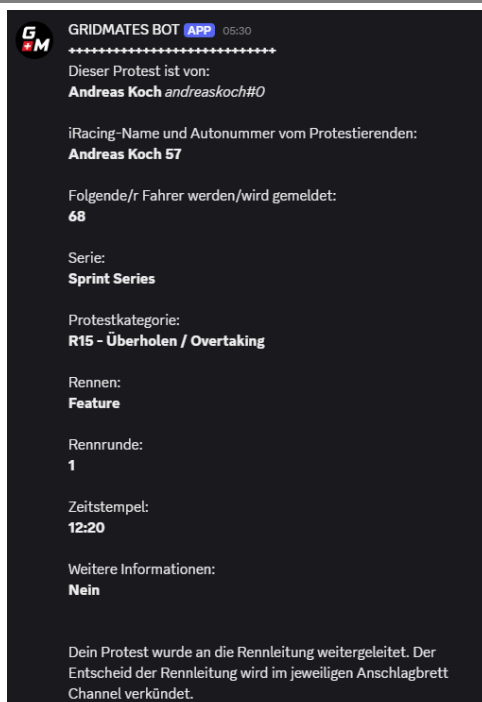 G
M
GRIDMATES BOT APP 05:30
++++++++++++++++++++++++++++
Dieser Protest ist von:
Andreas Koch andreaskoch#0
iRacing-Name und Autonummer vom Protestierenden:
Andreas Koch 57
Folgende/r Fahrer werden/wird gemeldet:
68
Serie:
Sprint Series
Protestkategorie:
R15 - Überholen / Overtaking
Rennen:
Feature
Rennrunde:
1
Zeitstempel:
12:20
Weitere Informationen:
Nein
Dein Protest wurde an die Rennleitung weitergeleitet. Der
Entscheid der Rennleitung wird im jeweiligen Anschlagbrett
Channel verkündet.